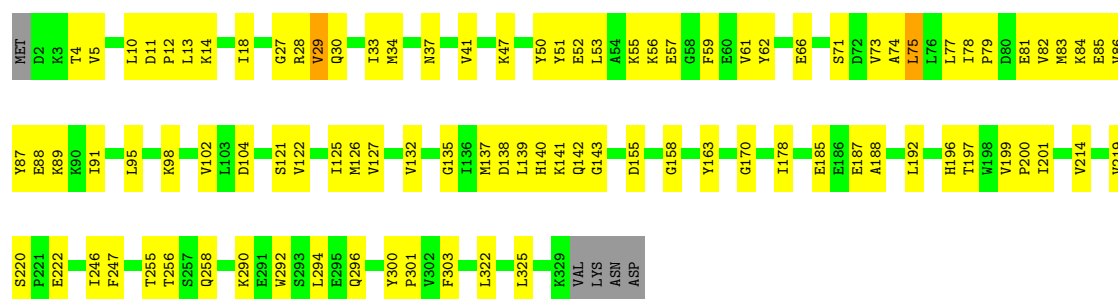 MET D2 K3 T4 V5 L10 D11 P12 L13 K14 I18 G27 R28 V29 Q30 I33 M34 N37 V41 K47 Y50 Y51 E52 L53 A54 K55 K56 E57 G58 F59 E60 V61 Y62 E66 S71 D72 V73 A74 L75 L76 L77 I78 P79 D80 E81 V82 M83 K84 E85 V86
Y87 E88 K89 K90 I91 L95 K98 V102 L103 D104 S121 V122 I125 M126 V127 V132 G135 I136 M137 D138 L139 H140 K141 Q142 G143 D155 G158 Y163 G170 I178 E185 E186 E187 A188 L192 H196 T197 W198 V199 P200 I201 V214 V219
S220 P221 E222 I246 F247 T255 T256 S257 Q258 K290 E291 W292 S293 L294 E295 Q296 Y300 P301 V302 F303 L322 L325 K329 VAL LYS ASN ASP